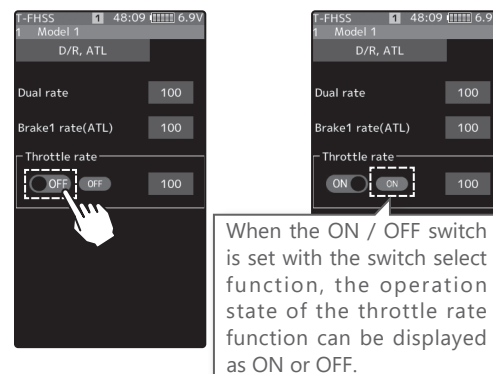 T-FHSS 1 48:09 6.9V
1 Model 1
D/R, ATL
Dual rate 100
Brake1 rate(ATL) 100
Throttle rate
OFF OFF 100
T-FHSS 1 48:09 6.9
1 Model 1
D/R, ATL
Dual rate 100
Brake1 rate(ATL) 100
Throttle rate
ON ON 100
When the ON / OFF switch
is set with the switch select
function, the operation
state of the throttle rate
function can be displayed
as ON or OFF.